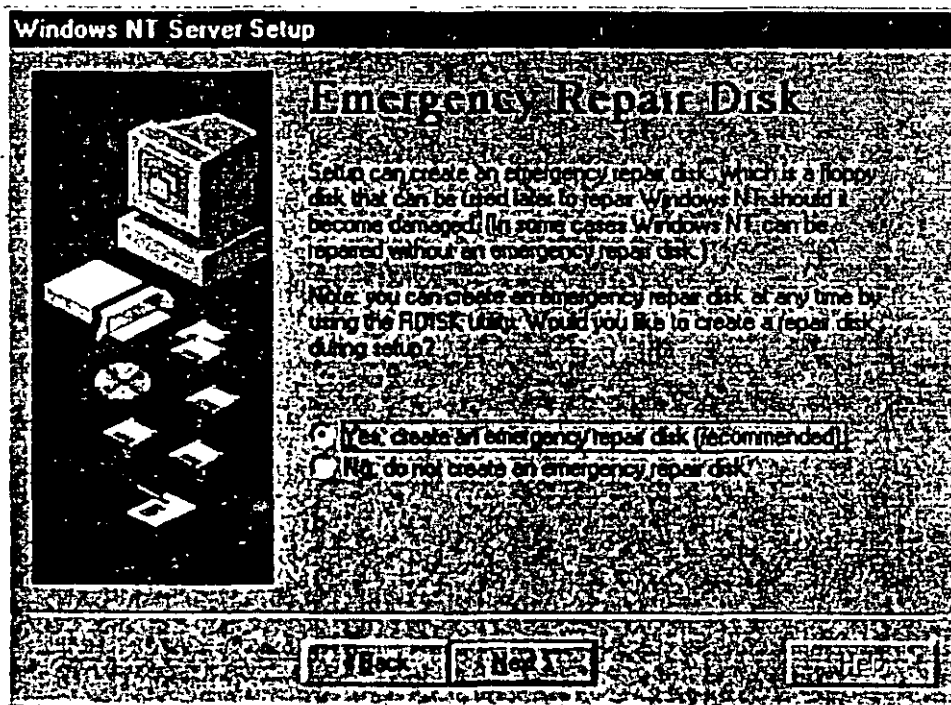 Windows NT Server Setup
Emergency Repair Disk
Setup can create an emergency repair disk, which is a floppy
disk that can be used later to repair Windows NT should it
become damaged. (In some cases Windows NT can be
repaired without an emergency repair disk.)
Note: you can create an emergency repair disk at any time by
using the RDISK utility. Would you like to create a repair disk
during setup?
Yes, create an emergency repair disk (recommended)
No, do not create an emergency repair disk
< Back
Next >
Help